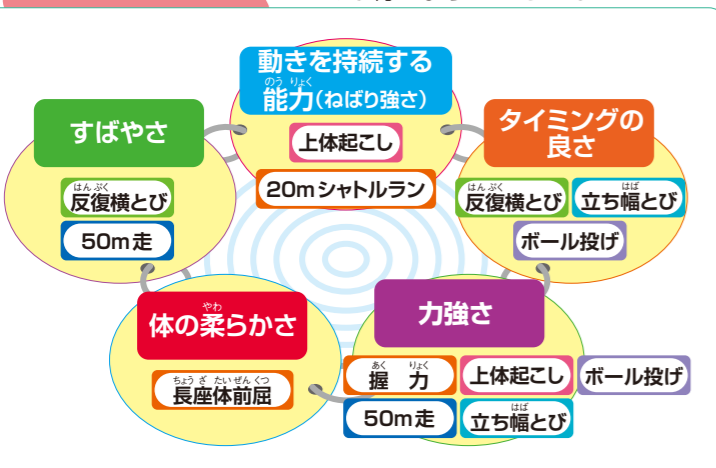 動きを持続する
能力(ねばり強さ)
のう りょく
上体起こし
20mシャトルラン
すばやさ
はん ぷく
反復横とび
50m走
タイミングの
良さ
はん ぷく
反復横とび
はば
立ち幅とび
ボール投げ
やわ
体の柔らかさ
ちょう ざ たい ぜん くつ
長座体前屈
力強さ
あく りょく
握 力
上体起こし
ボール投げ
50m走
はば
立ち幅とび